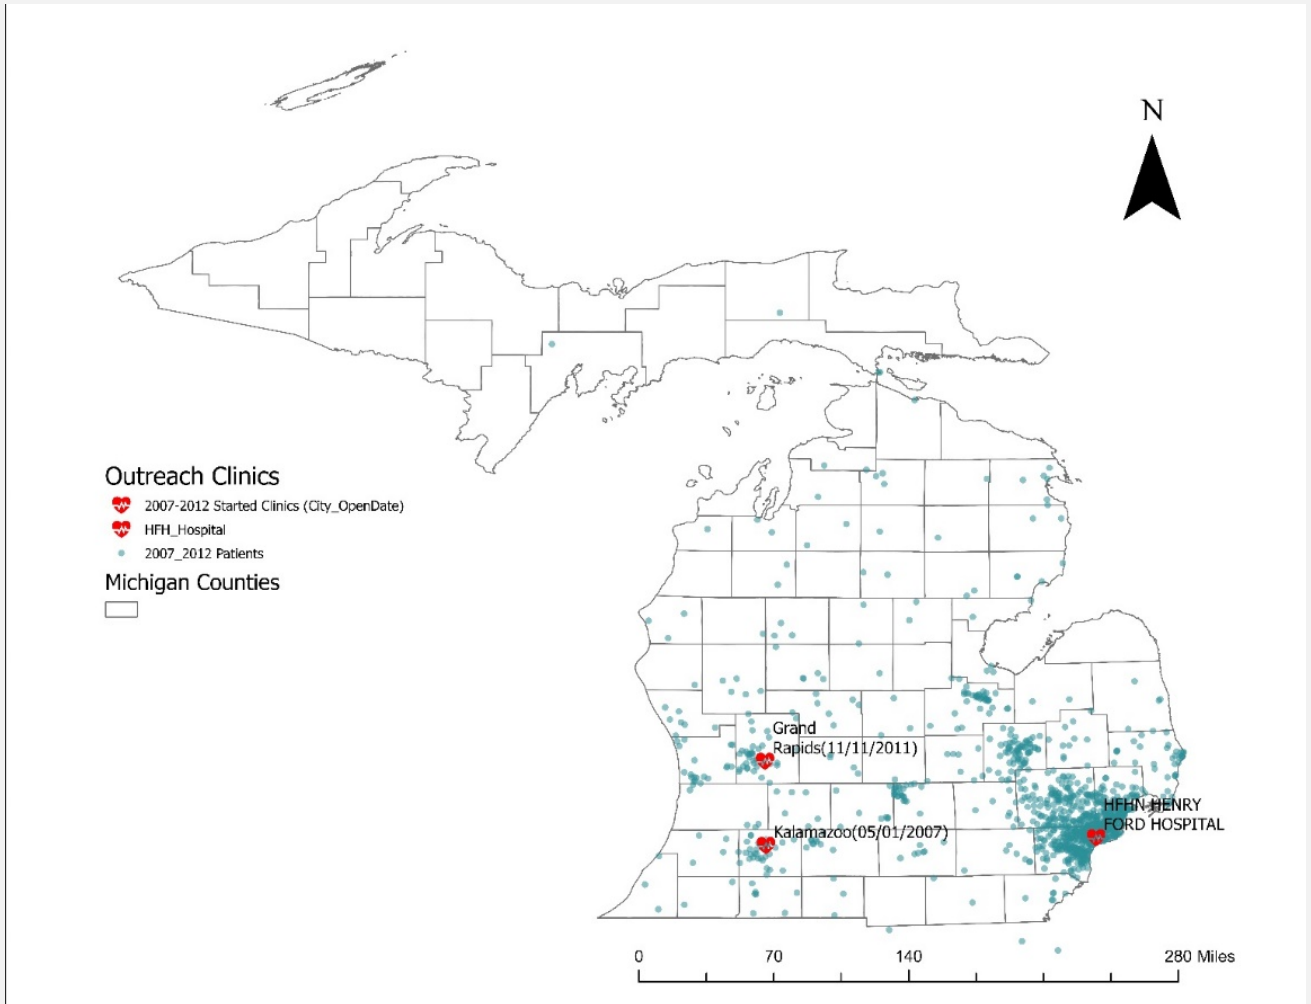 N
Outreach Clinics
2007-2012 Started Clinics (City_OpenDate)
HFH_Hospital
2007_2012 Patients
Michigan Counties
Grand
Rapids(11/11/2011)
Kalamazoo(05/01/2007)
HFHN HENRY
FORD HOSPITAL
0 70 140 280 Miles